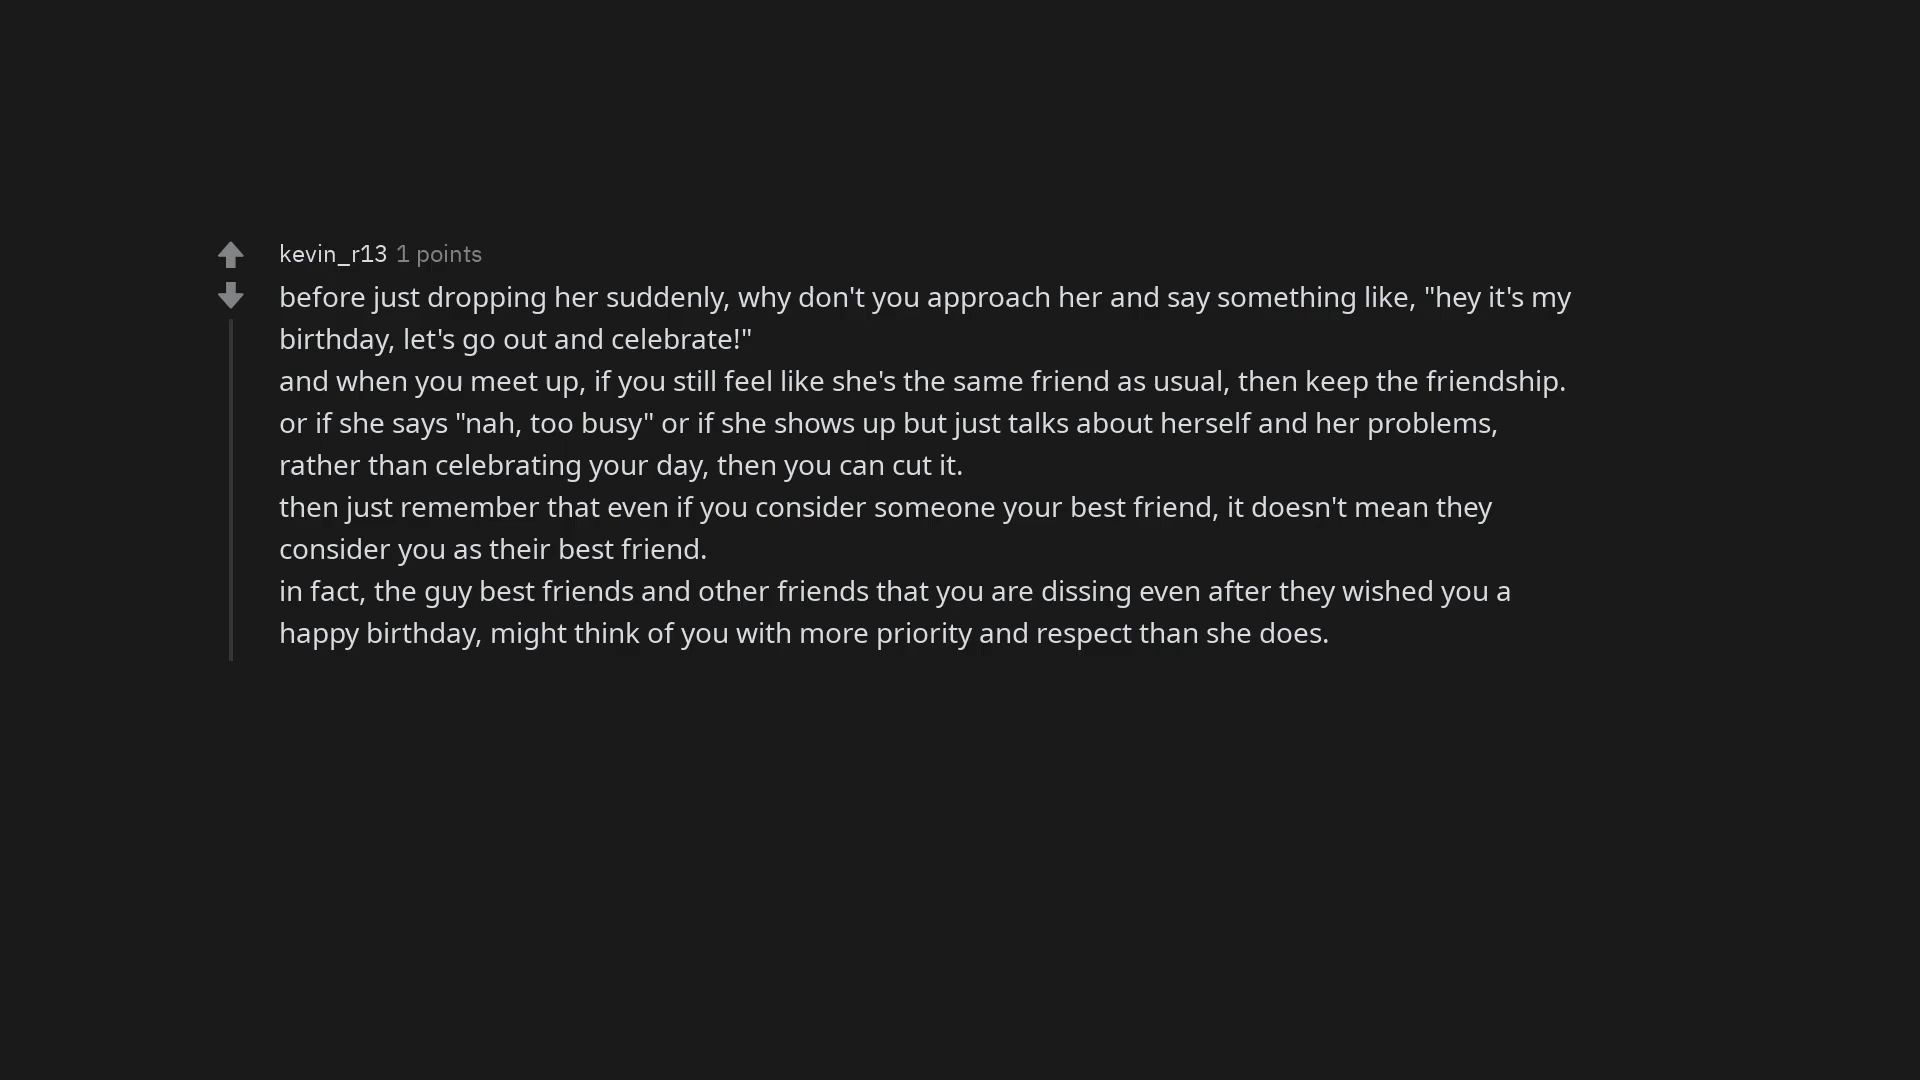 kevin_r13 1 points
before just dropping her suddenly, why don't you approach her and say something like, "hey it's my
birthday, let's go out and celebrate!"
and when you meet up, if you still feel like she's the same friend as usual, then keep the friendship.
or if she says "nah, too busy" or if she shows up but just talks about herself and her problems,
rather than celebrating your day, then you can cut it.
then just remember that even if you consider someone your best friend, it doesn't mean they
consider you as their best friend.
in fact, the guy best friends and other friends that you are dissing even after they wished you a
happy birthday, might think of you with more priority and respect than she does.